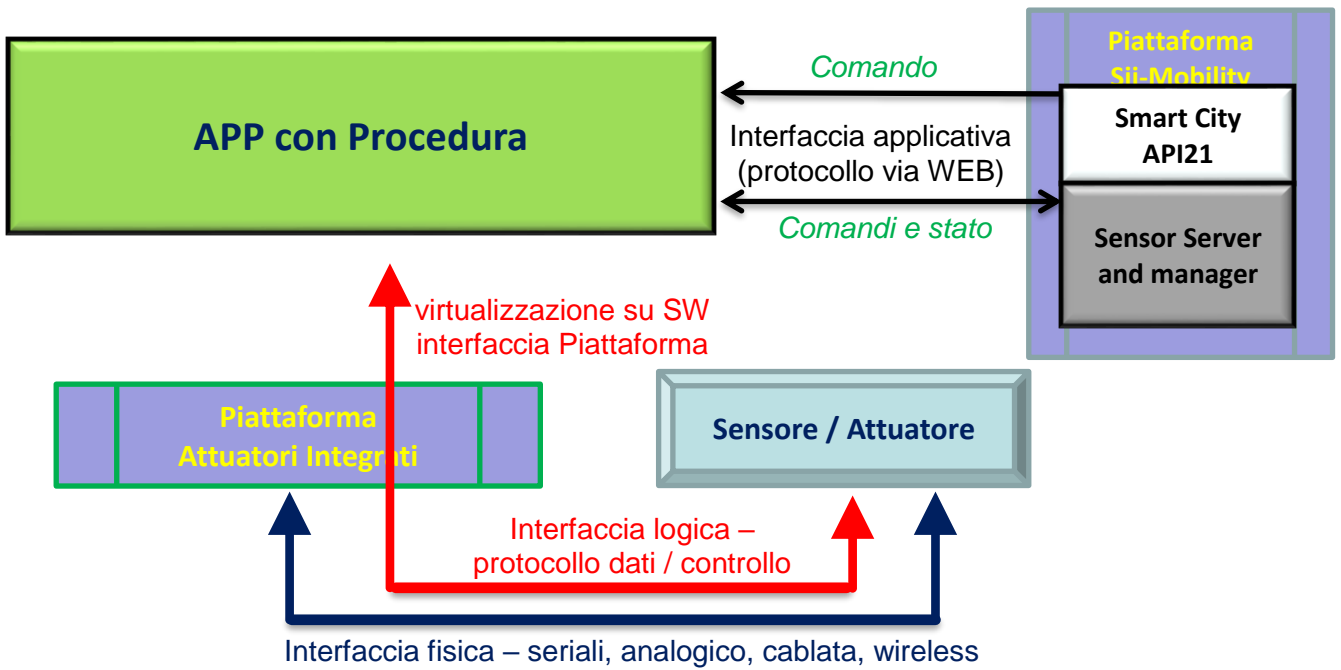 Piattaforma
Sii-Mobility
Comando
APP con Procedura
Smart City
API21
Interfaccia applicativa
(protocollo via WEB)
Comandi e stato
Sensor Server
and manager
virtualizzazione su SW
interfaccia Piattaforma
Piattaforma
Attuatori Integrati
Sensore / Attuatore
Interfaccia logica –
protocollo dati / controllo
Interfaccia fisica – seriali, analogico, cablata, wireless